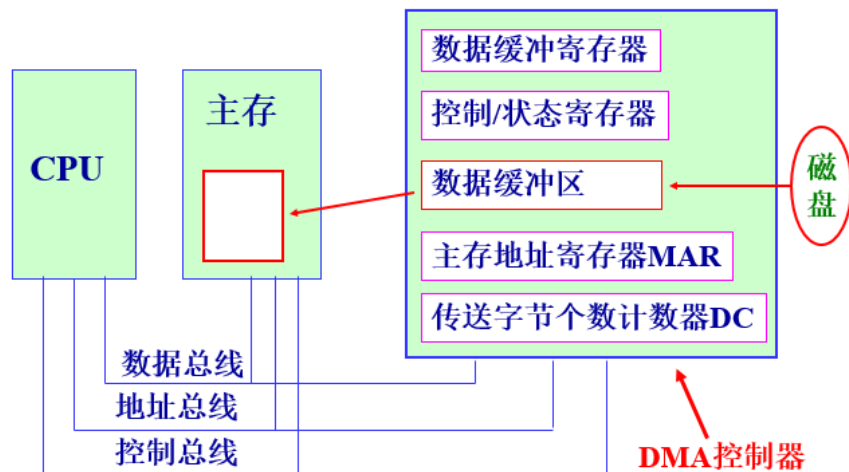 CPU
主存
数据缓冲寄存器
控制/状态寄存器
数据缓冲区
主存地址寄存器MAR
传送字节个数计数器DC
磁
盘
数据总线
地址总线
控制总线
DMA控制器